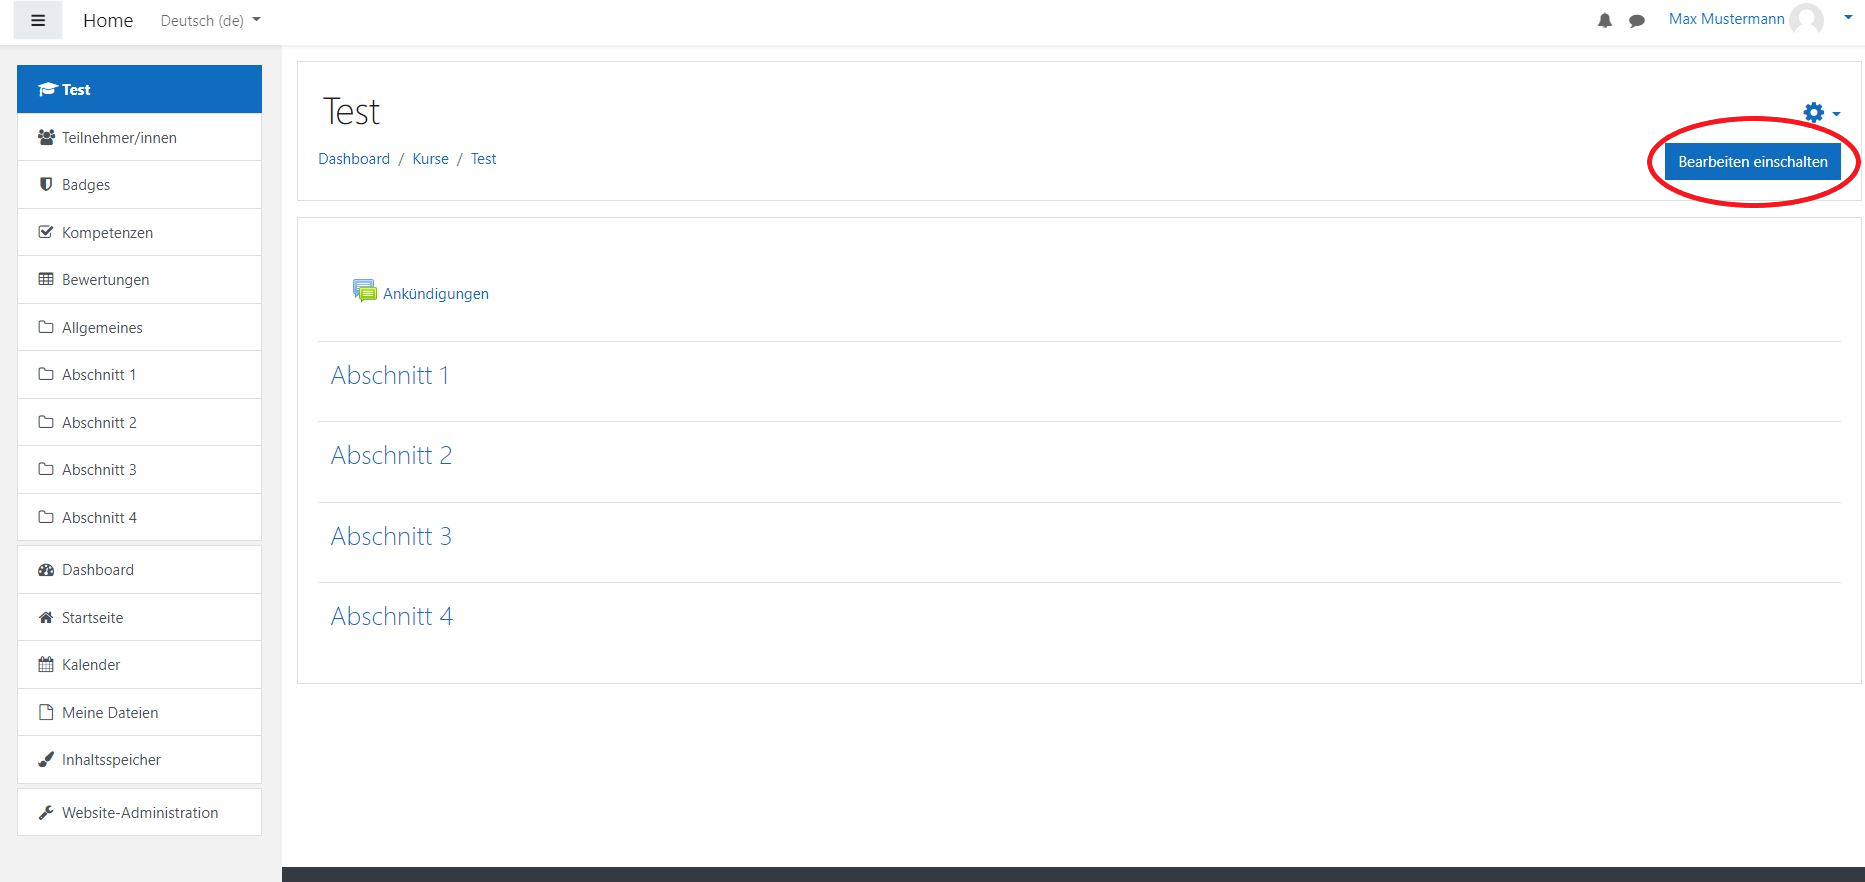 Home Deutsch (de) Max Mustermann
Test
Teilnehmer/innen
Badges
Kompetenzen
Bewertungen
Allgemeines
Abschnitt 1
Abschnitt 2
Abschnitt 3
Abschnitt 4
Dashboard
Startseite
Kalender
Meine Dateien
Inhaltsspeicher
Website-Administration
Test
Dashboard / Kurse / Test
Bearbeiten einschalten
Ankündigungen
Abschnitt 1
Abschnitt 2
Abschnitt 3
Abschnitt 4